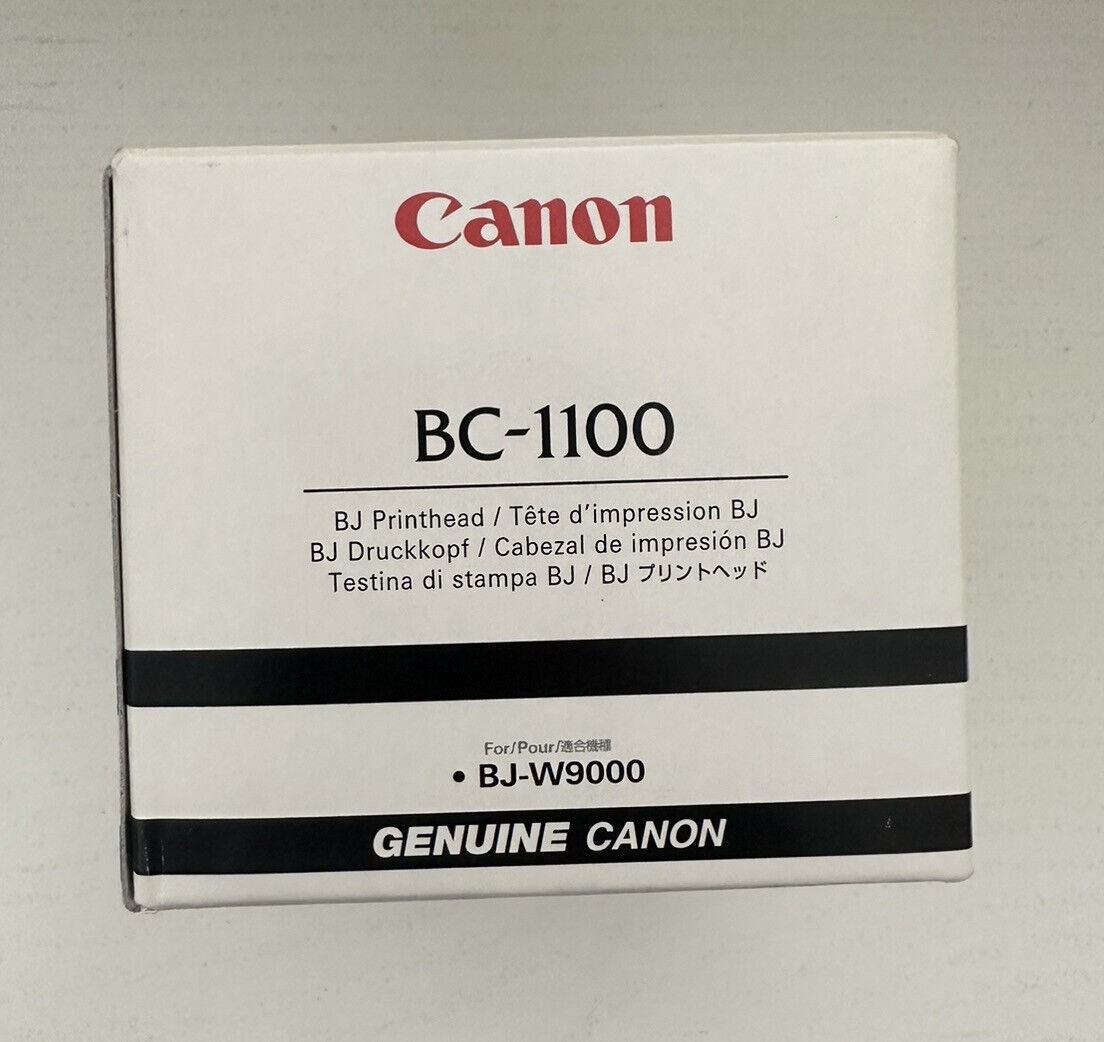 Canon
BC-1100
BJ Printhead / Tête d'impression BJ
BJ Druckkopf / Cabezal de impresión BJ
Testina di stampa BJ / BJ プリントヘッド
For/Pour/適合機種
• BJ-W9000
GENUINE CANON